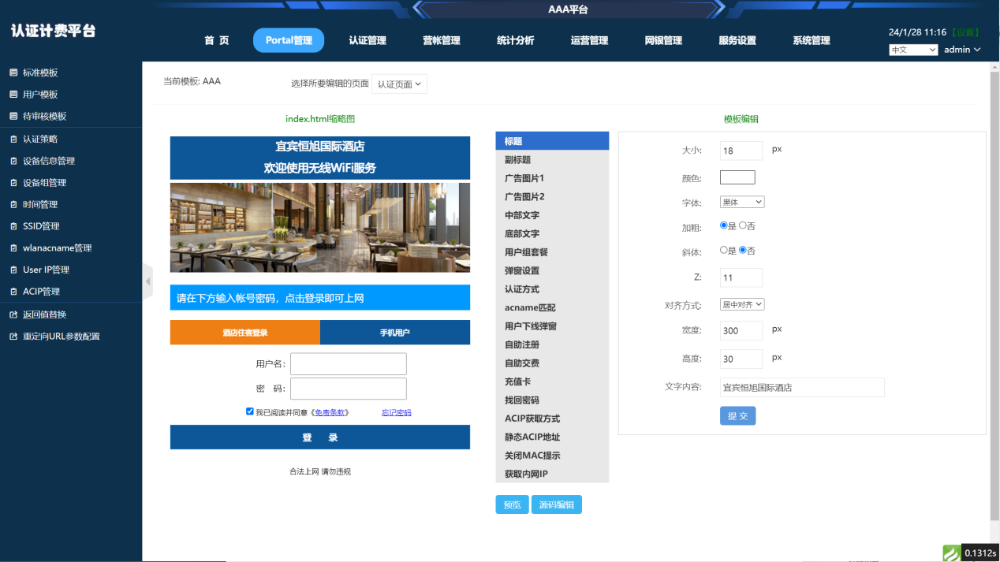 AAA平台
认证计费平台
首 页 Portal管理 认证管理 营帐管理 统计分析 运营管理 网银管理 服务设置 系统管理
24/1/28 11:16 【设置】
中文 admin
标准模板
用户模板
待审核模板
认证策略
设备信息管理
设备组管理
时间管理
SSID管理
wlanacname管理
User IP管理
ACIP管理
返回值替换
重定向URL参数配置
当前模板: AAA 选择所要编辑的页面 认证页面
index.html缩略图
宜宾恒旭国际酒店
欢迎使用无线WiFi服务
请在下方输入帐号密码，点击登录即可上网
酒店住客登录 手机用户
用户名：
密 码：
我已阅读并同意《免责条款》 忘记密码
登 录
合法上网 请勿违规
标题
副标题
广告图片1
广告图片2
中部文字
底部文字
用户组套餐
弹窗设置
认证方式
acname匹配
用户下线弹窗
自助注册
自助交费
充值卡
找回密码
ACIP获取方式
静态ACIP地址
关闭MAC提示
获取内网IP
预览 源码编辑
模板编辑
大小: 18 px
颜色:
字体: 黑体
加粗: 是 否
斜体: 是 否
Z: 11
对齐方式: 居中对齐
宽度: 300 px
高度: 30 px
文字内容: 宜宾恒旭国际酒店
提 交
0.1312s